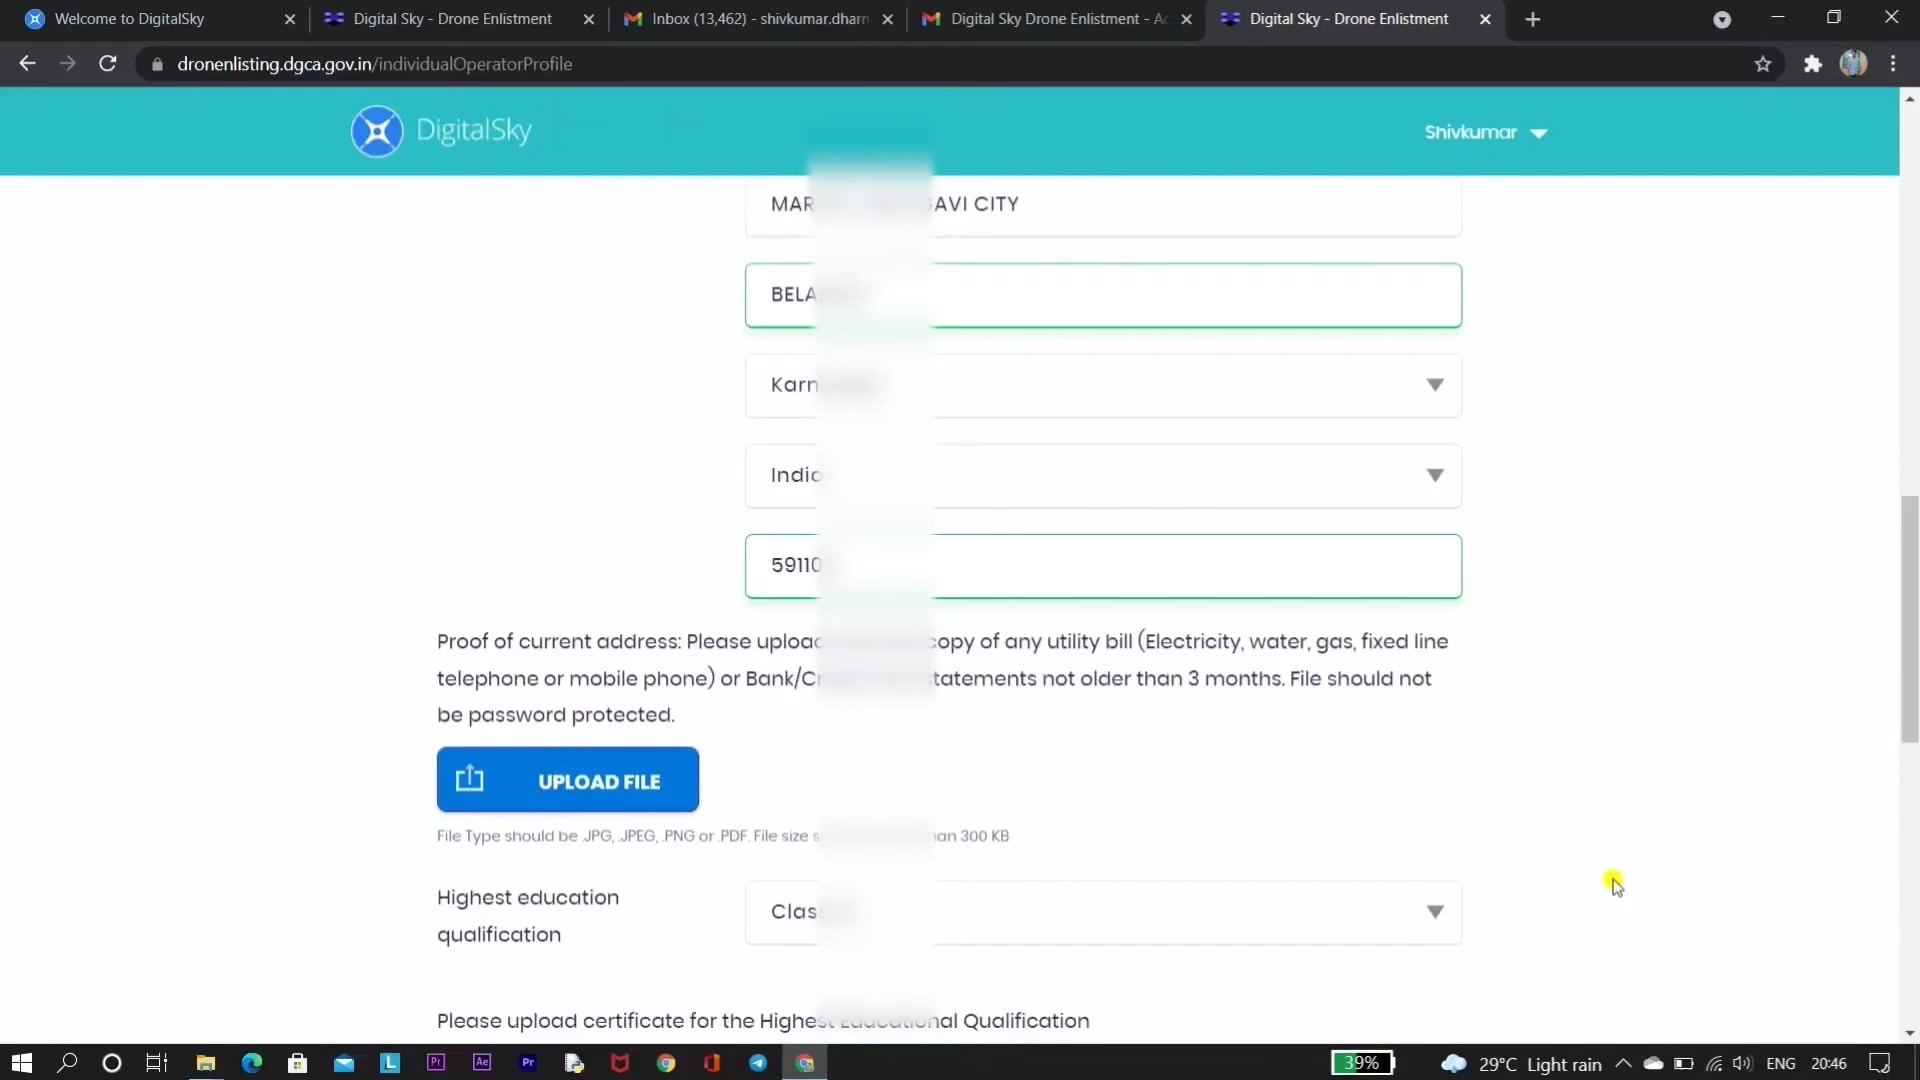 Welcome to DigitalSky
Digital Sky - Drone Enlistment
Inbox (13,462) - shivkumar.dharn
Digital Sky Drone Enlistment - Ac
Digital Sky - Drone Enlistment
dronenlisting.dgca.gov.in/individualOperatorProfile
DigitalSky
Shivkumar
MAR AVI CITY
BELA
Karn
India
59110
Proof of current address: Please upload copy of any utility bill (Electricity, water, gas, fixed line
telephone or mobile phone) or Bank/Cr tatements not older than 3 months. File should not
be password protected.
UPLOAD FILE
File Type should be .JPG, .JPEG, .PNG or .PDF. File size an 300 KB
Highest education
Clas
qualification
Please upload certificate for the Highest Educational Qualification
39%
29°C Light rain
ENG
20:46